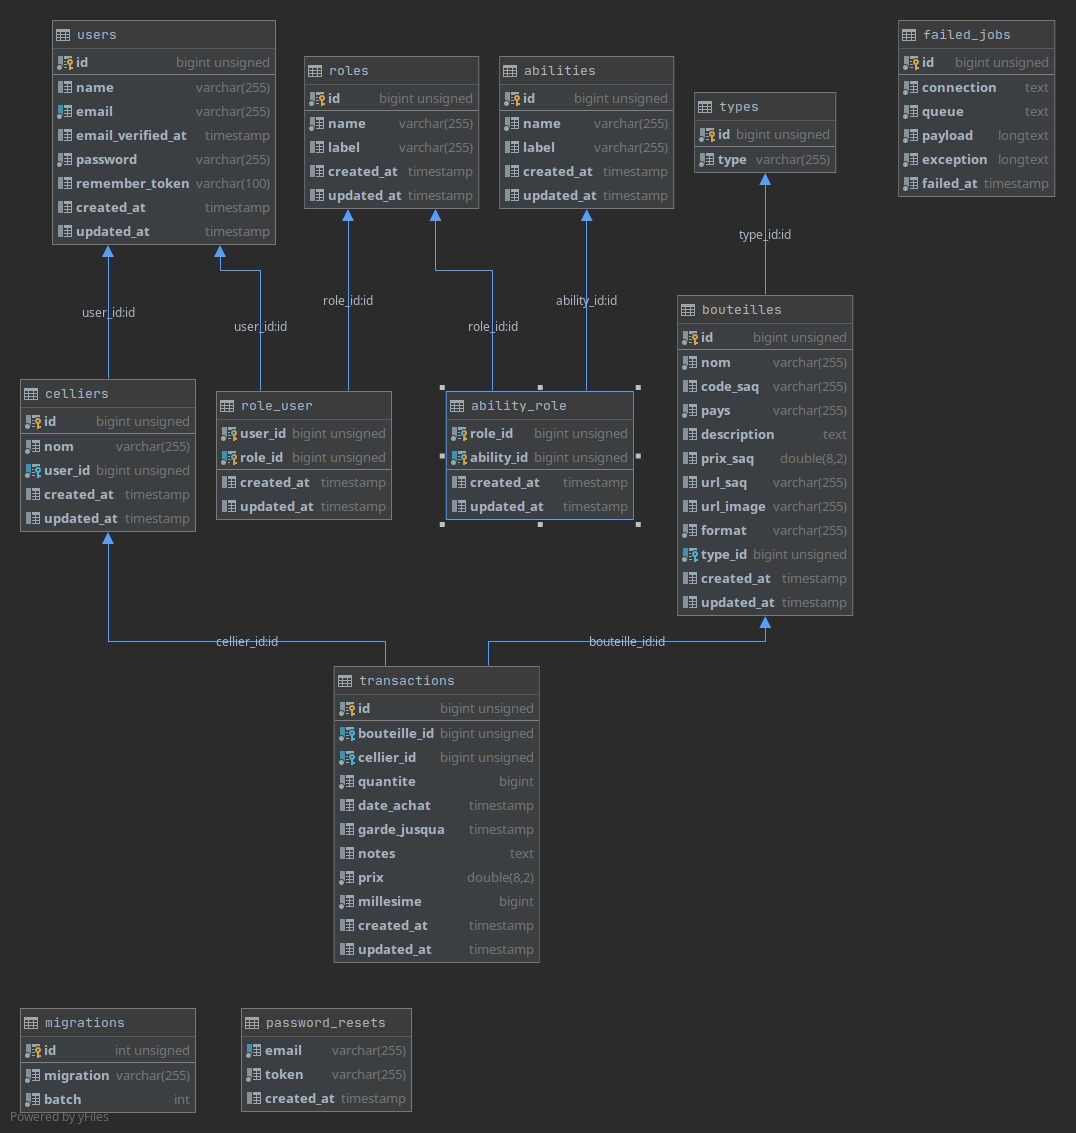 users
id bigint unsigned
name varchar(255)
email varchar(255)
email_verified_at timestamp
password varchar(255)
remember_token varchar(100)
created_at timestamp
updated_at timestamp
roles
id bigint unsigned
name varchar(255)
label varchar(255)
created_at timestamp
updated_at timestamp
abilities
id bigint unsigned
name varchar(255)
label varchar(255)
created_at timestamp
updated_at timestamp
types
id bigint unsigned
type varchar(255)
failed_jobs
id bigint unsigned
connection text
queue text
payload longtext
exception longtext
failed_at timestamp
user_id:id
user_id:id
role_id:id
role_id:id
ability_id:id
type_id:id
celliers
id bigint unsigned
nom varchar(255)
user_id bigint unsigned
created_at timestamp
updated_at timestamp
role_user
user_id bigint unsigned
role_id bigint unsigned
created_at timestamp
updated_at timestamp
ability_role
role_id bigint unsigned
ability_id bigint unsigned
created_at timestamp
updated_at timestamp
bouteilles
id bigint unsigned
nom varchar(255)
code_saq varchar(255)
pays varchar(255)
description text
prix_saq double(8,2)
url_saq varchar(255)
url_image varchar(255)
format varchar(255)
type_id bigint unsigned
created_at timestamp
updated_at timestamp
cellier_id:id
bouteille_id:id
transactions
id bigint unsigned
bouteille_id bigint unsigned
cellier_id bigint unsigned
quantite bigint
date_achat timestamp
garde_jusqua timestamp
notes text
prix double(8,2)
millesime bigint
created_at timestamp
updated_at timestamp
migrations
id int unsigned
migration varchar(255)
batch int
password_resets
email varchar(255)
token varchar(255)
created_at timestamp
Powered by yFiles